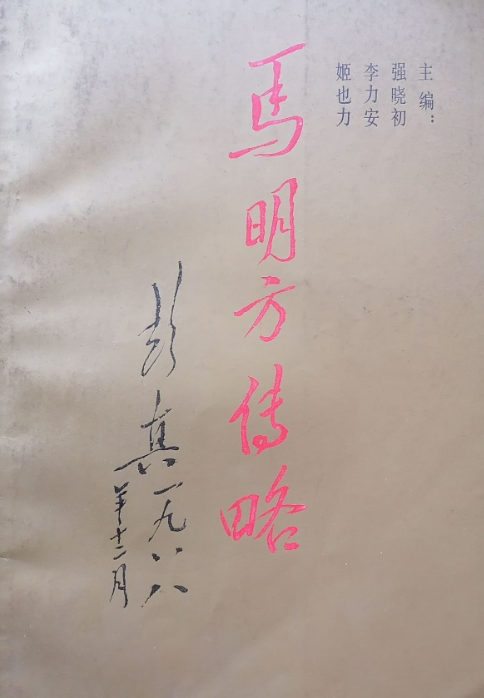 主编：
强晓初
李力安
姬也力
马明方传略
彭真一九八八
年十二月